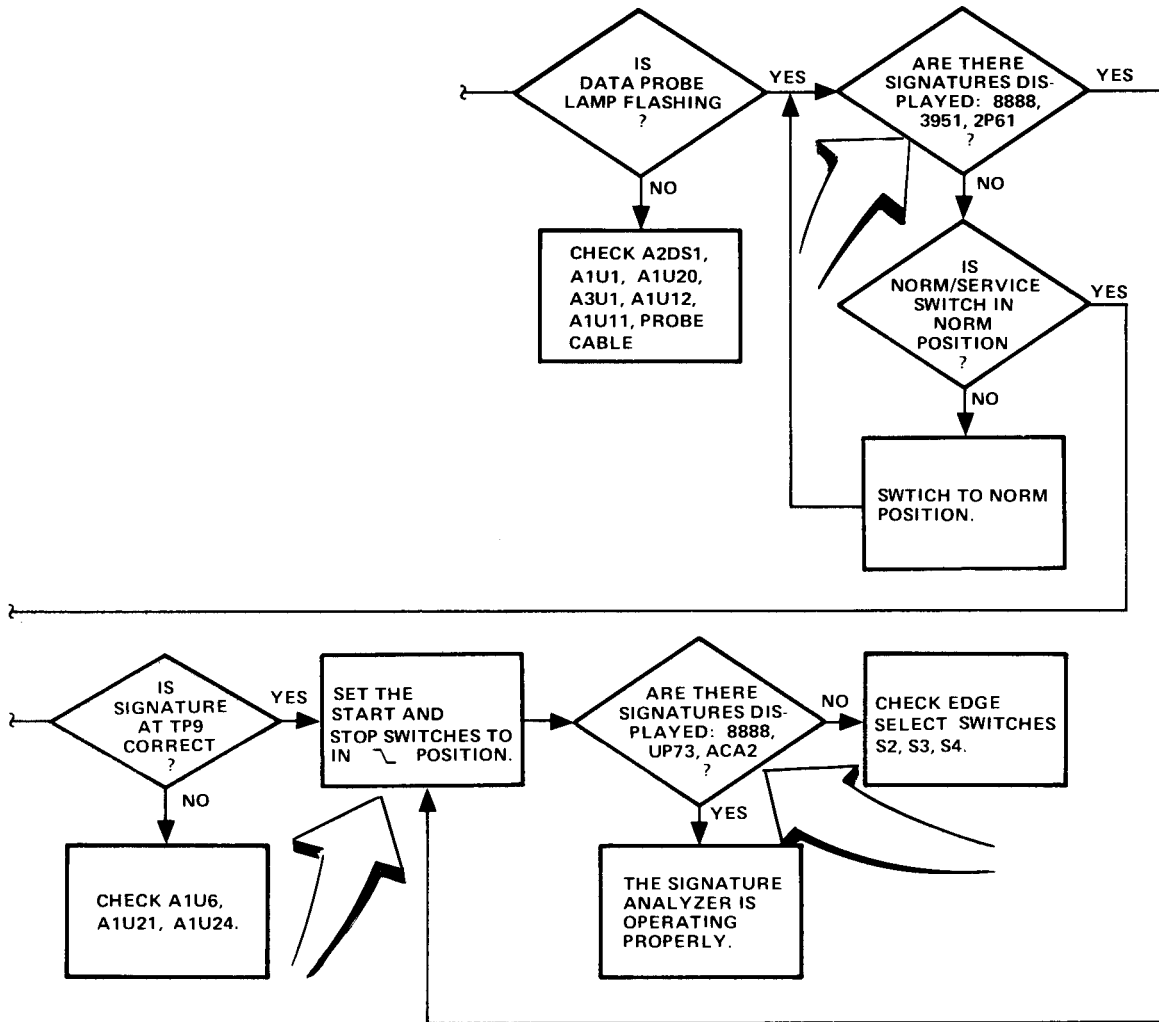 IS
DATA PROBE
LAMP FLASHING
?
YES
NO
CHECK A2DS1,
A1U1, A1U20,
A3U1, A1U12,
A1U11, PROBE
CABLE
ARE THERE
SIGNATURES DIS-
PLAYED: 8888,
3951, 2P61
?
YES
NO
IS
NORM/SERVICE
SWITCH IN
NORM
POSITION
?
YES
NO
SWTICH TO NORM
POSITION.
IS
SIGNATURE
AT TP9
CORRECT
?
YES
NO
CHECK A1U6,
A1U21, A1U24.
SET THE
START AND
STOP SWITCHES TO
IN POSITION.
ARE THERE
SIGNATURES DIS-
PLAYED: 8888,
UP73, ACA2
?
NO
YES
CHECK EDGE
SELECT SWITCHES
S2, S3, S4.
THE SIGNATURE
ANALYZER IS
OPERATING
PROPERLY.